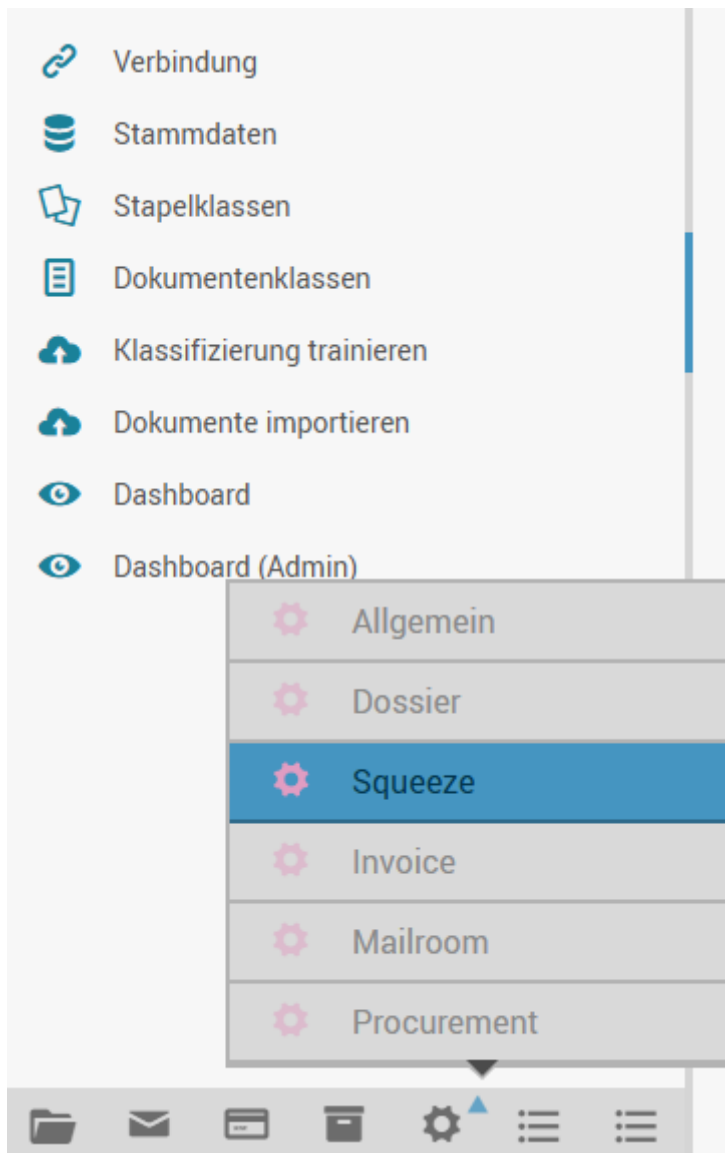 Verbindung
Stammdaten
Stapelklassen
Dokumentenklassen
Klassifizierung trainieren
Dokumente importieren
Dashboard
Dashboard (Admin)
Allgemein
Dossier
Squeeze
Invoice
Mailroom
Procurement